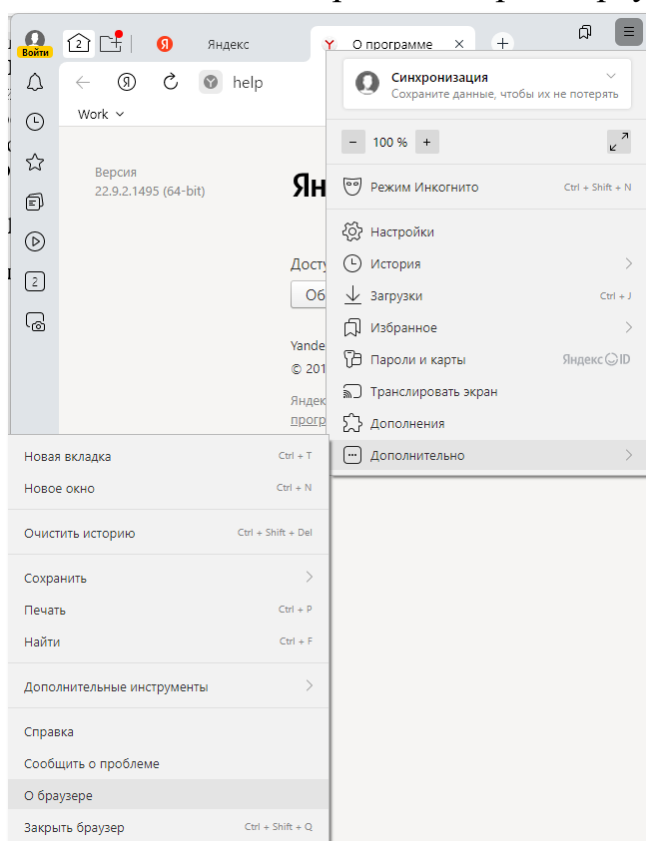 Войти
2
Я
Яндекс
Y О программе
Я
help
Work
Синхронизация
Сохраните данные, чтобы их не потерять
- 100 % +
Версия
22.9.2.1495 (64-bit)
Ян
Режим Инкогнито Ctrl + Shift + N
Настройки
Досту
История
2
Об
Загрузки Ctrl + J
Избранное
Yande
Пароли и карты Яндекс ID
© 201
Транслировать экран
Яндек
прогр
Дополнения
Дополнительно
Новая вкладка Ctrl + T
Новое окно Ctrl + N
Очистить историю Ctrl + Shift + Del
Сохранить
Печать Ctrl + P
Найти Ctrl + F
Дополнительные инструменты
Справка
Сообщить о проблеме
О браузере
Закрыть браузер Ctrl + Shift + Q